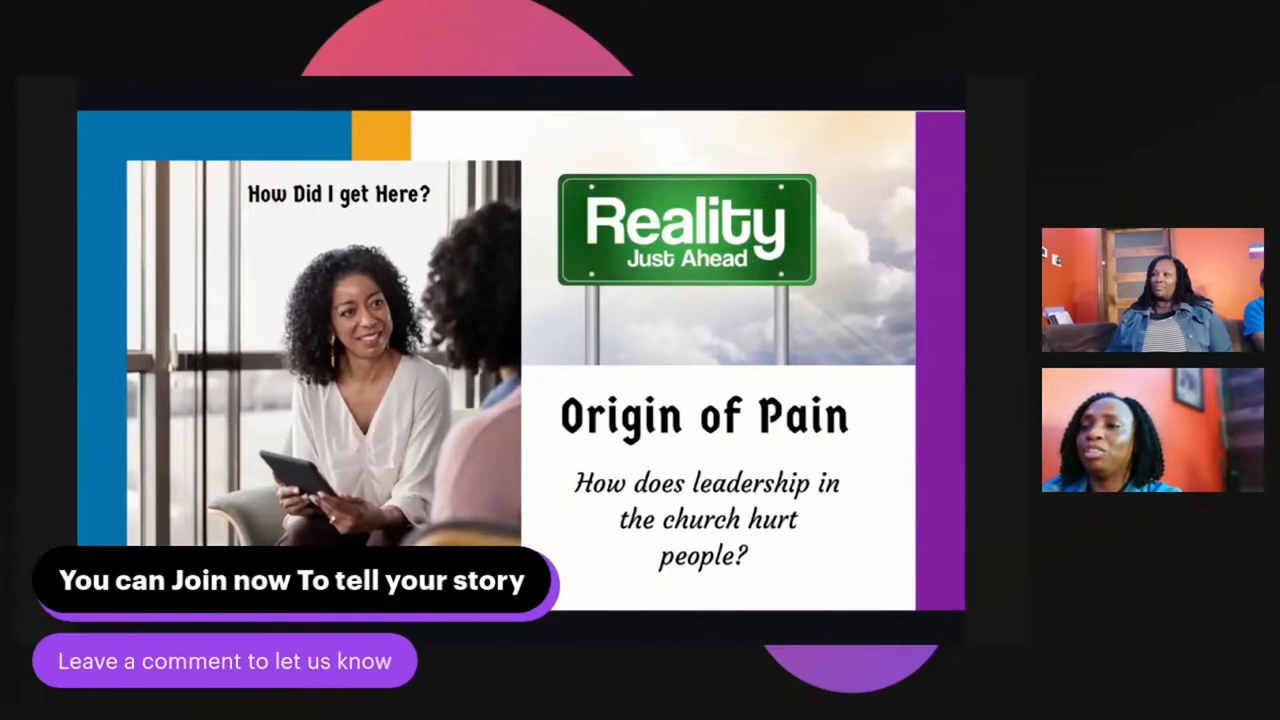 How Did I get Here?
Reality
Just Ahead
Origin of Pain
How does leadership in
the church hurt
people?
You can Join now To tell your story
Leave a comment to let us know